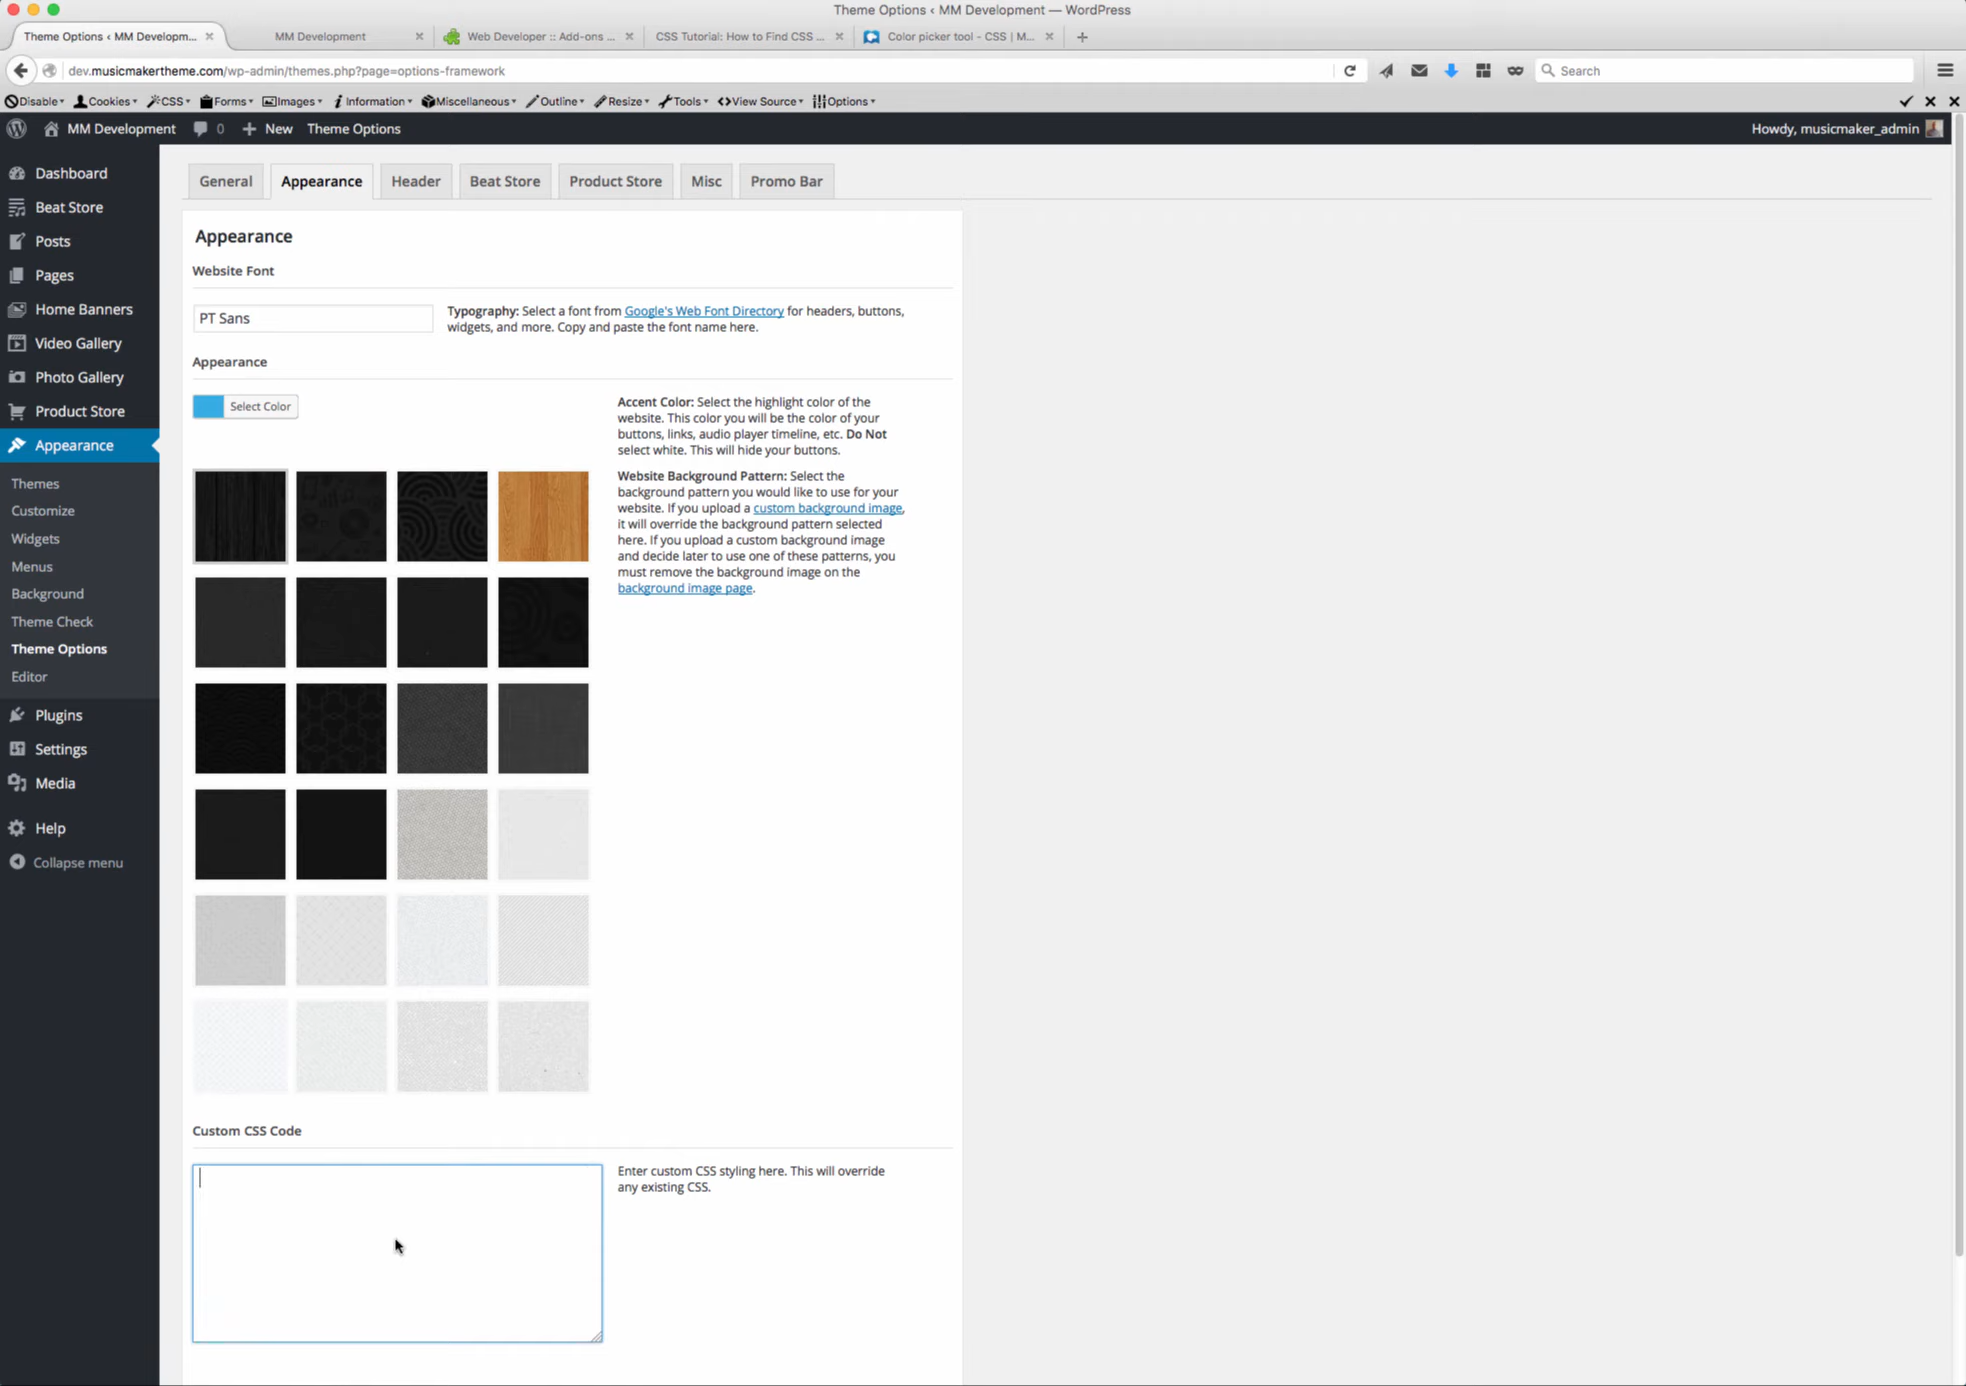 Theme Options ‹ MM Development — WordPress
Theme Options ‹ MM Developm...
MM Development
Web Developer :: Add-ons ...
CSS Tutorial: How to Find CSS ...
Color picker tool - CSS | M...
dev.musicmakertheme.com/wp-admin/themes.php?page=options-framework
Search
Disable
Cookies
CSS
Forms
Images
Information
Miscellaneous
Outline
Resize
Tools
View Source
Options
MM Development
0
New
Theme Options
Howdy, musicmaker_admin
Dashboard
Beat Store
Posts
Pages
Home Banners
Video Gallery
Photo Gallery
Product Store
Appearance
Themes
Customize
Widgets
Menus
Background
Theme Check
Theme Options
Editor
Plugins
Settings
Media
Help
Collapse menu
General
Appearance
Header
Beat Store
Product Store
Misc
Promo Bar
Appearance
Website Font
PT Sans
Typography: Select a font from Google's Web Font Directory for headers, buttons,
widgets, and more. Copy and paste the font name here.
Appearance
Select Color
Accent Color: Select the highlight color of the
website. This color you will be the color of your
buttons, links, audio player timeline, etc. Do Not
select white. This will hide your buttons.
Website Background Pattern: Select the
background pattern you would like to use for your
website. If you upload a custom background image,
it will override the background pattern selected
here. If you upload a custom background image
and decide later to use one of these patterns, you
must remove the background image on the
background image page.
Custom CSS Code
Enter custom CSS styling here. This will override
any existing CSS.